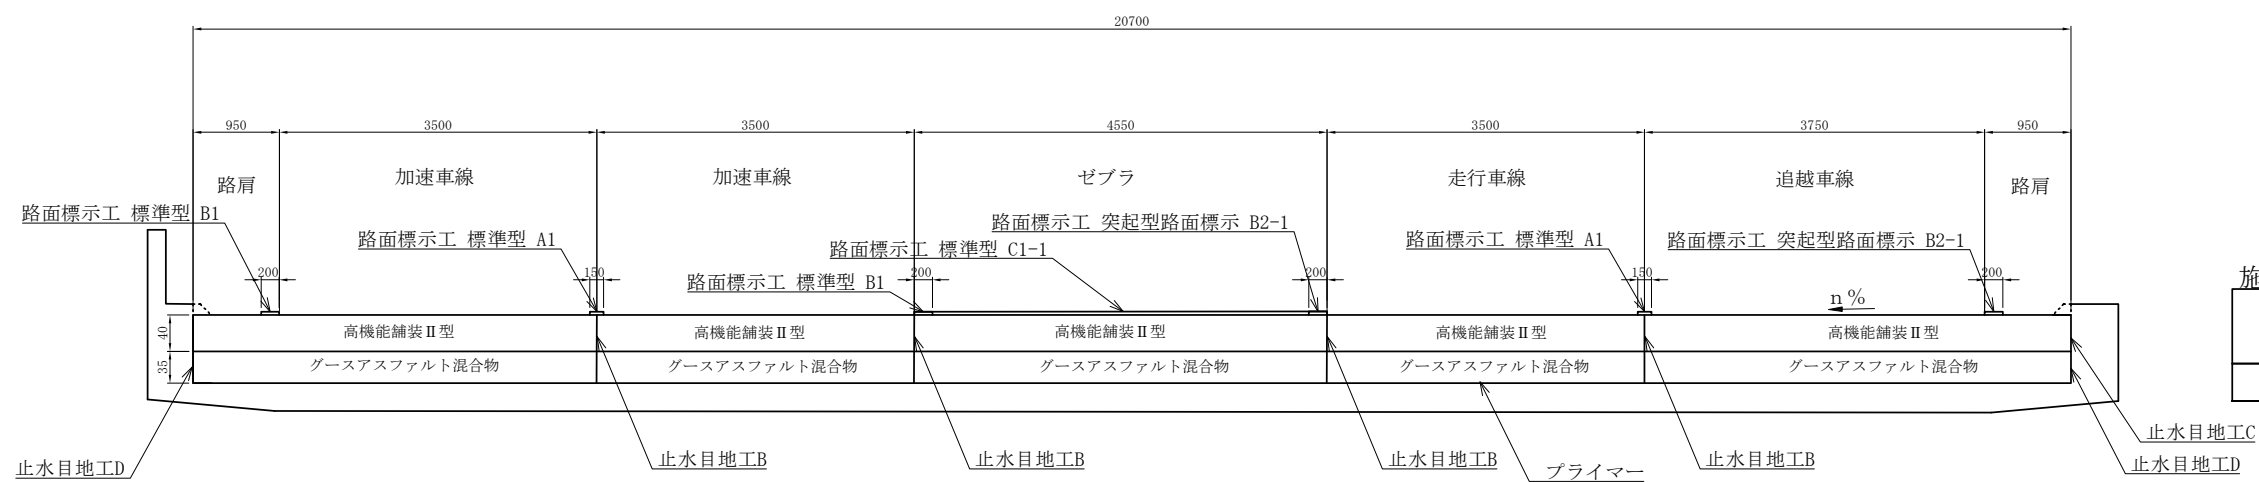 20700
950
3500
3500
4550
3500
3750
950
路肩
加速車線
加速車線
ゼブラ
走行車線
追越車線
路肩
路面標示工 標準型 B1
路面標示工 標準型 A1
路面標示工 標準型 B1
路面標示工 標準型 C1-1
路面標示工 突起型路面標示 B2-1
路面標示工 標準型 A1
路面標示工 突起型路面標示 B2-1
200
150
200
200
150
200
n%
施
40
高機能舗装Ⅱ型
高機能舗装Ⅱ型
高機能舗装Ⅱ型
高機能舗装Ⅱ型
高機能舗装Ⅱ型
35
グースアスファルト混合物
グースアスファルト混合物
グースアスファルト混合物
グースアスファルト混合物
グースアスファルト混合物
止水目地工D
止水目地工B
止水目地工B
止水目地工B
プライマー
止水目地工B
止水目地工C
止水目地工D